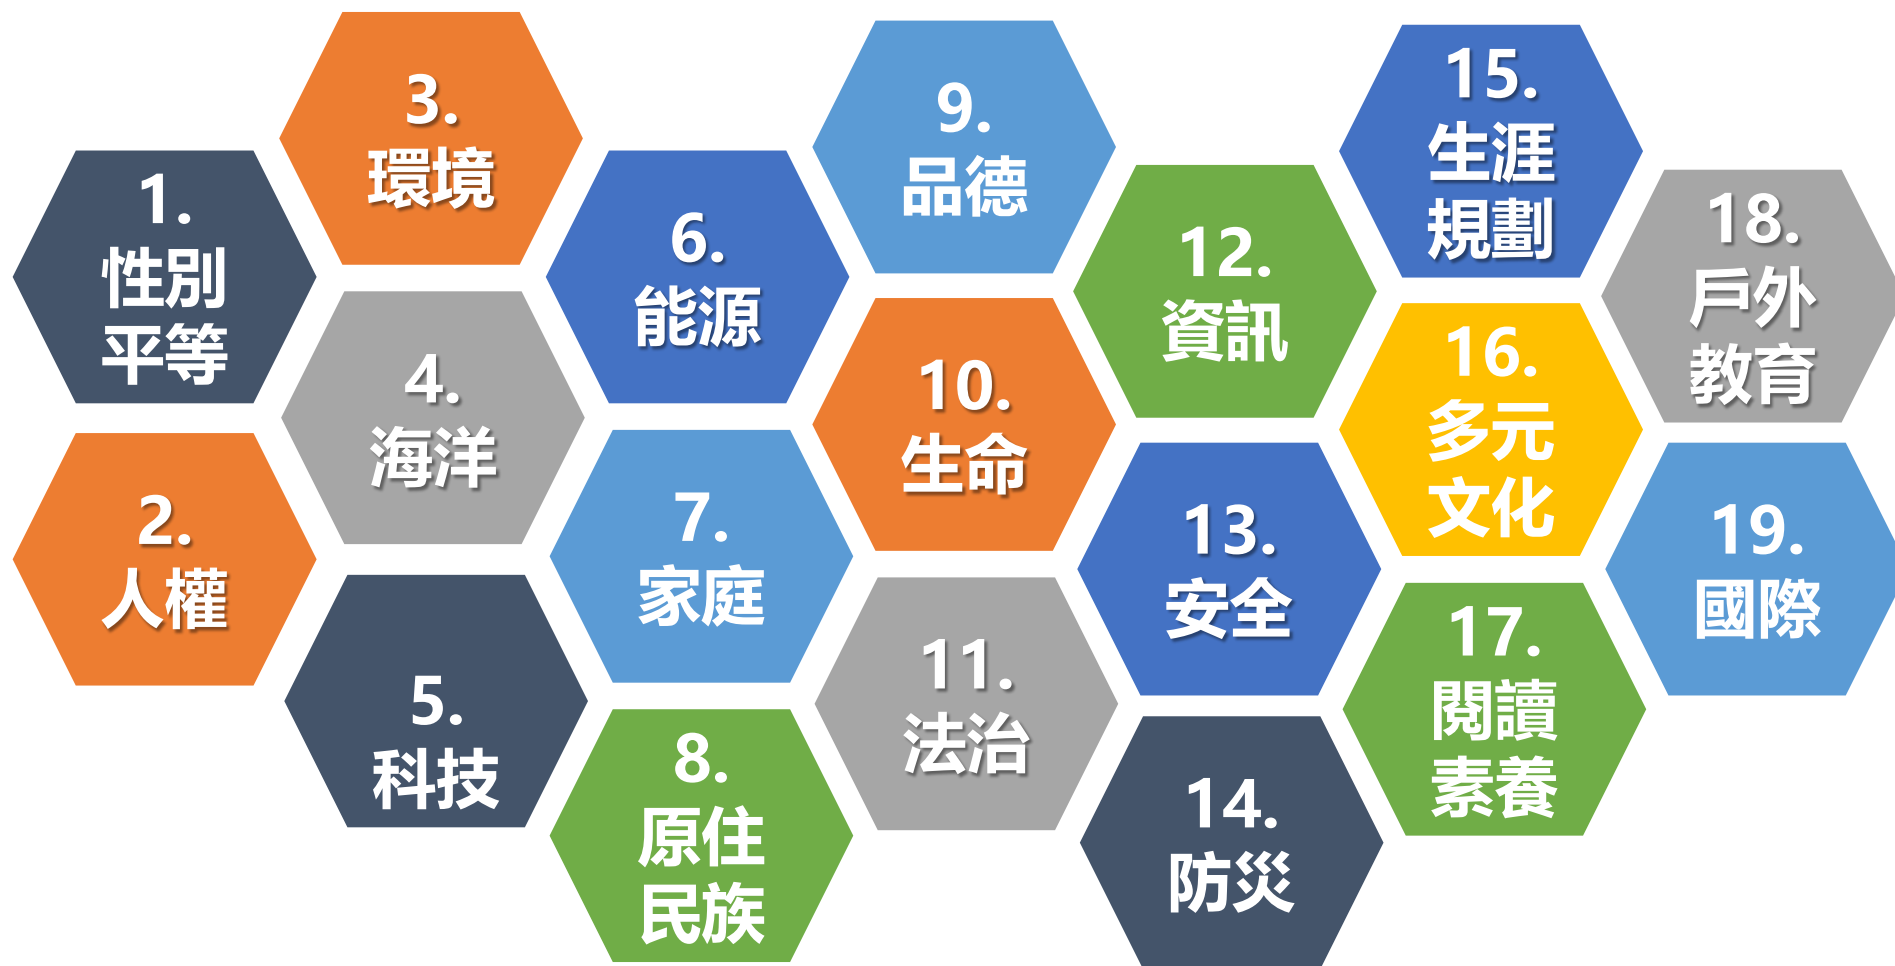 1.
性別
平等
2.
人權
3.
環境
4.
海洋
5.
科技
6.
能源
7.
家庭
8.
原住
民族
9.
品德
10.
生命
11.
法治
12.
資訊
13.
安全
14.
防災
15.
生涯
規劃
16.
多元
文化
17.
閱讀
素養
18.
戶外
教育
19.
國際